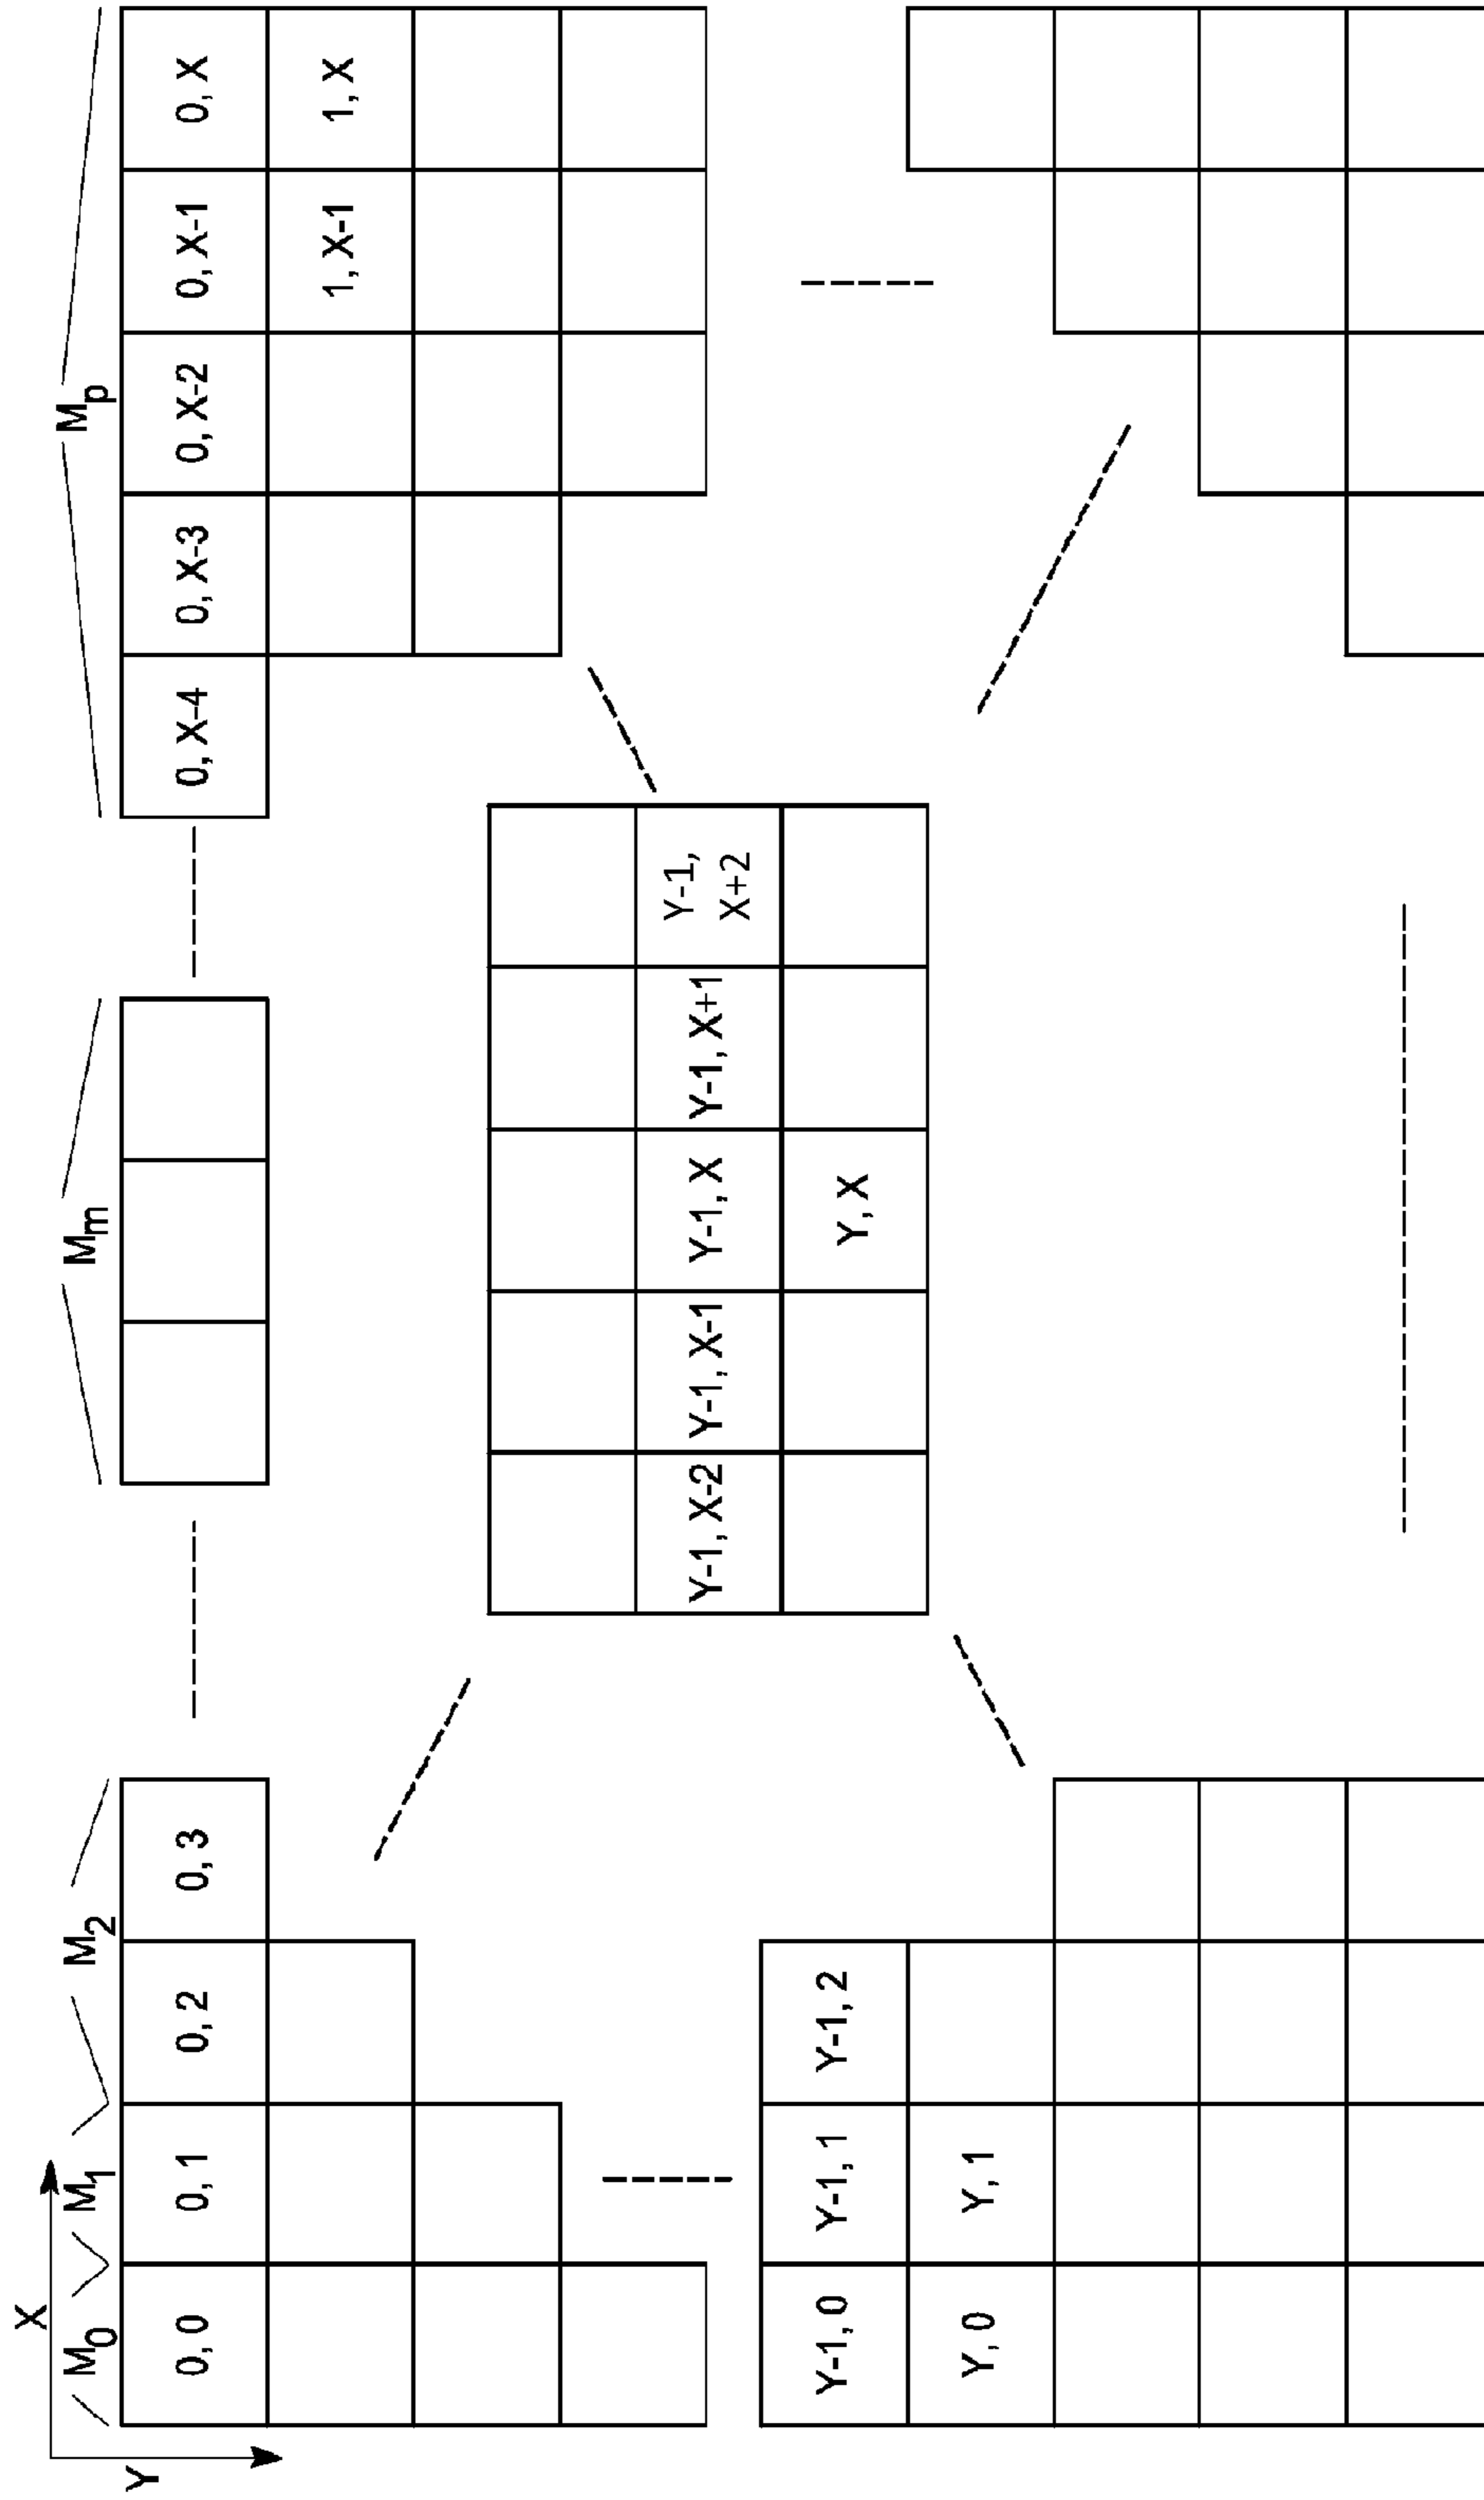 X
Y
M0 M1 M2 Mm Mp
0,0 0,1 0,2 0,3 0,X-4 0,X-3 0,X-2 0,X-1 0,X
1,X-1 1,X
Y-1,X-2 Y-1,X-1 Y-1,X Y-1,X+1 Y-1,
X+2
Y-1,0 Y-1,1 Y-1,2
Y,X
Y,0 Y,1